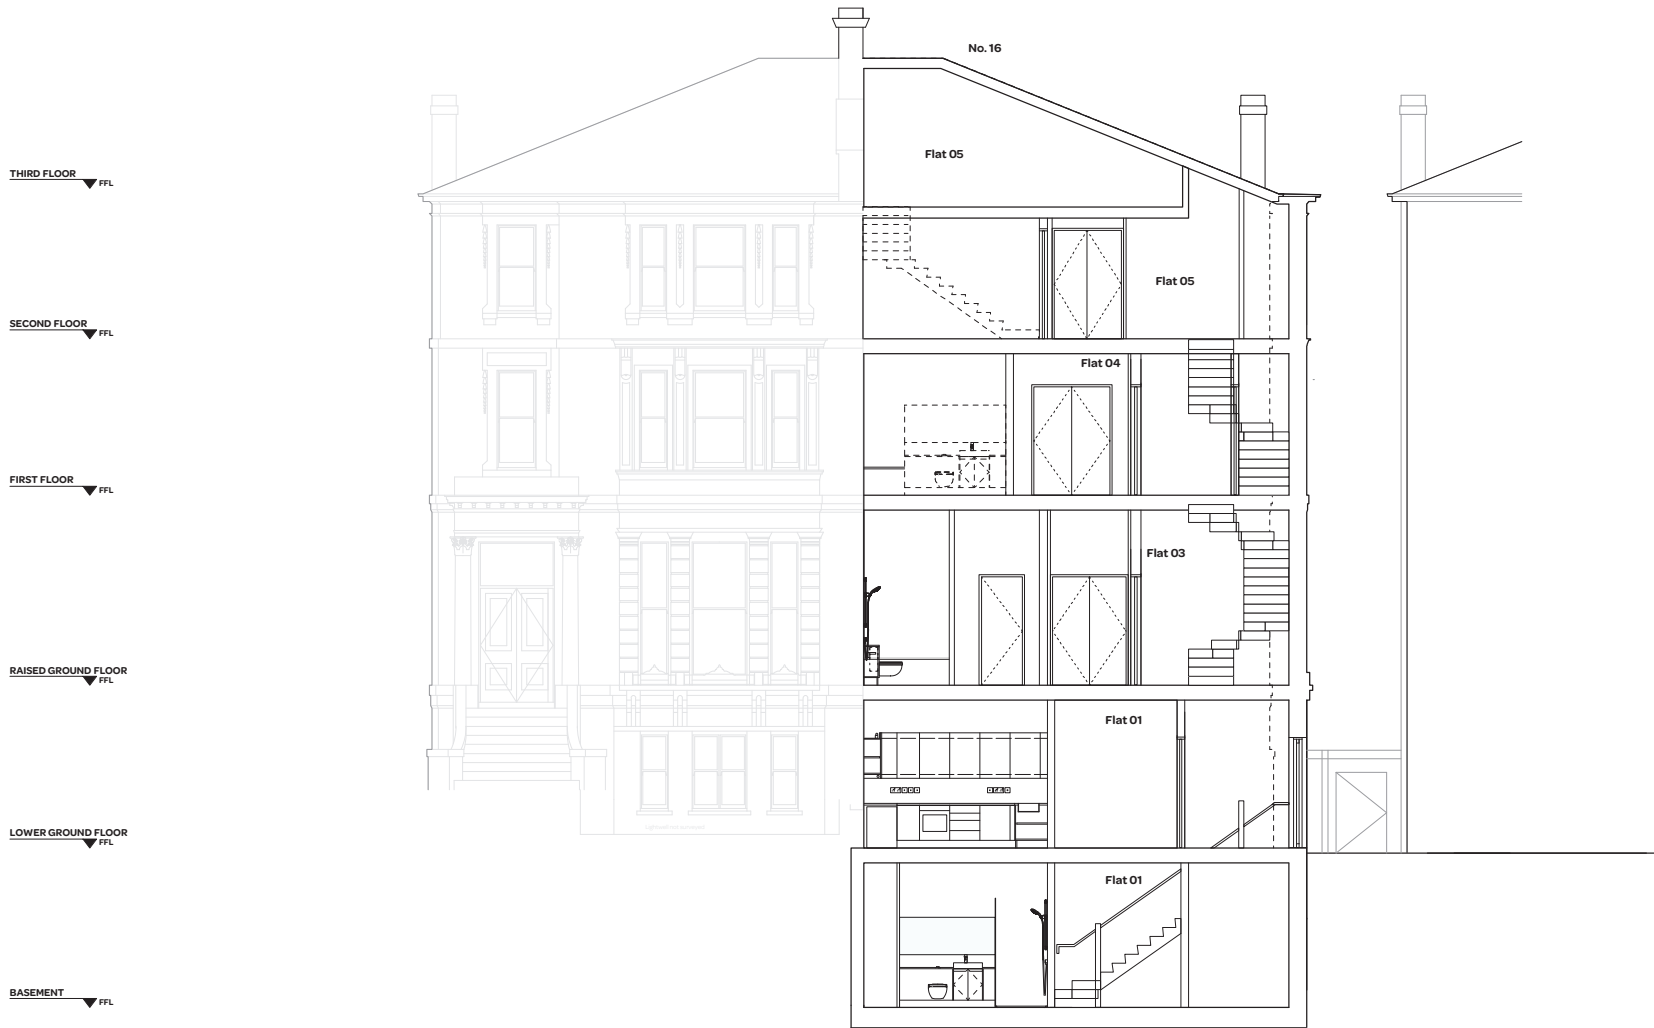 No. 16
Flat 05
THIRD FLOOR
FFL
Flat 05
SECOND FLOOR
FFL
Flat 04
FIRST FLOOR
FFL
Flat 03
RAISED GROUND FLOOR
FFL
Flat 01
LOWER GROUND FLOOR
FFL
Flat 01
BASEMENT
FFL